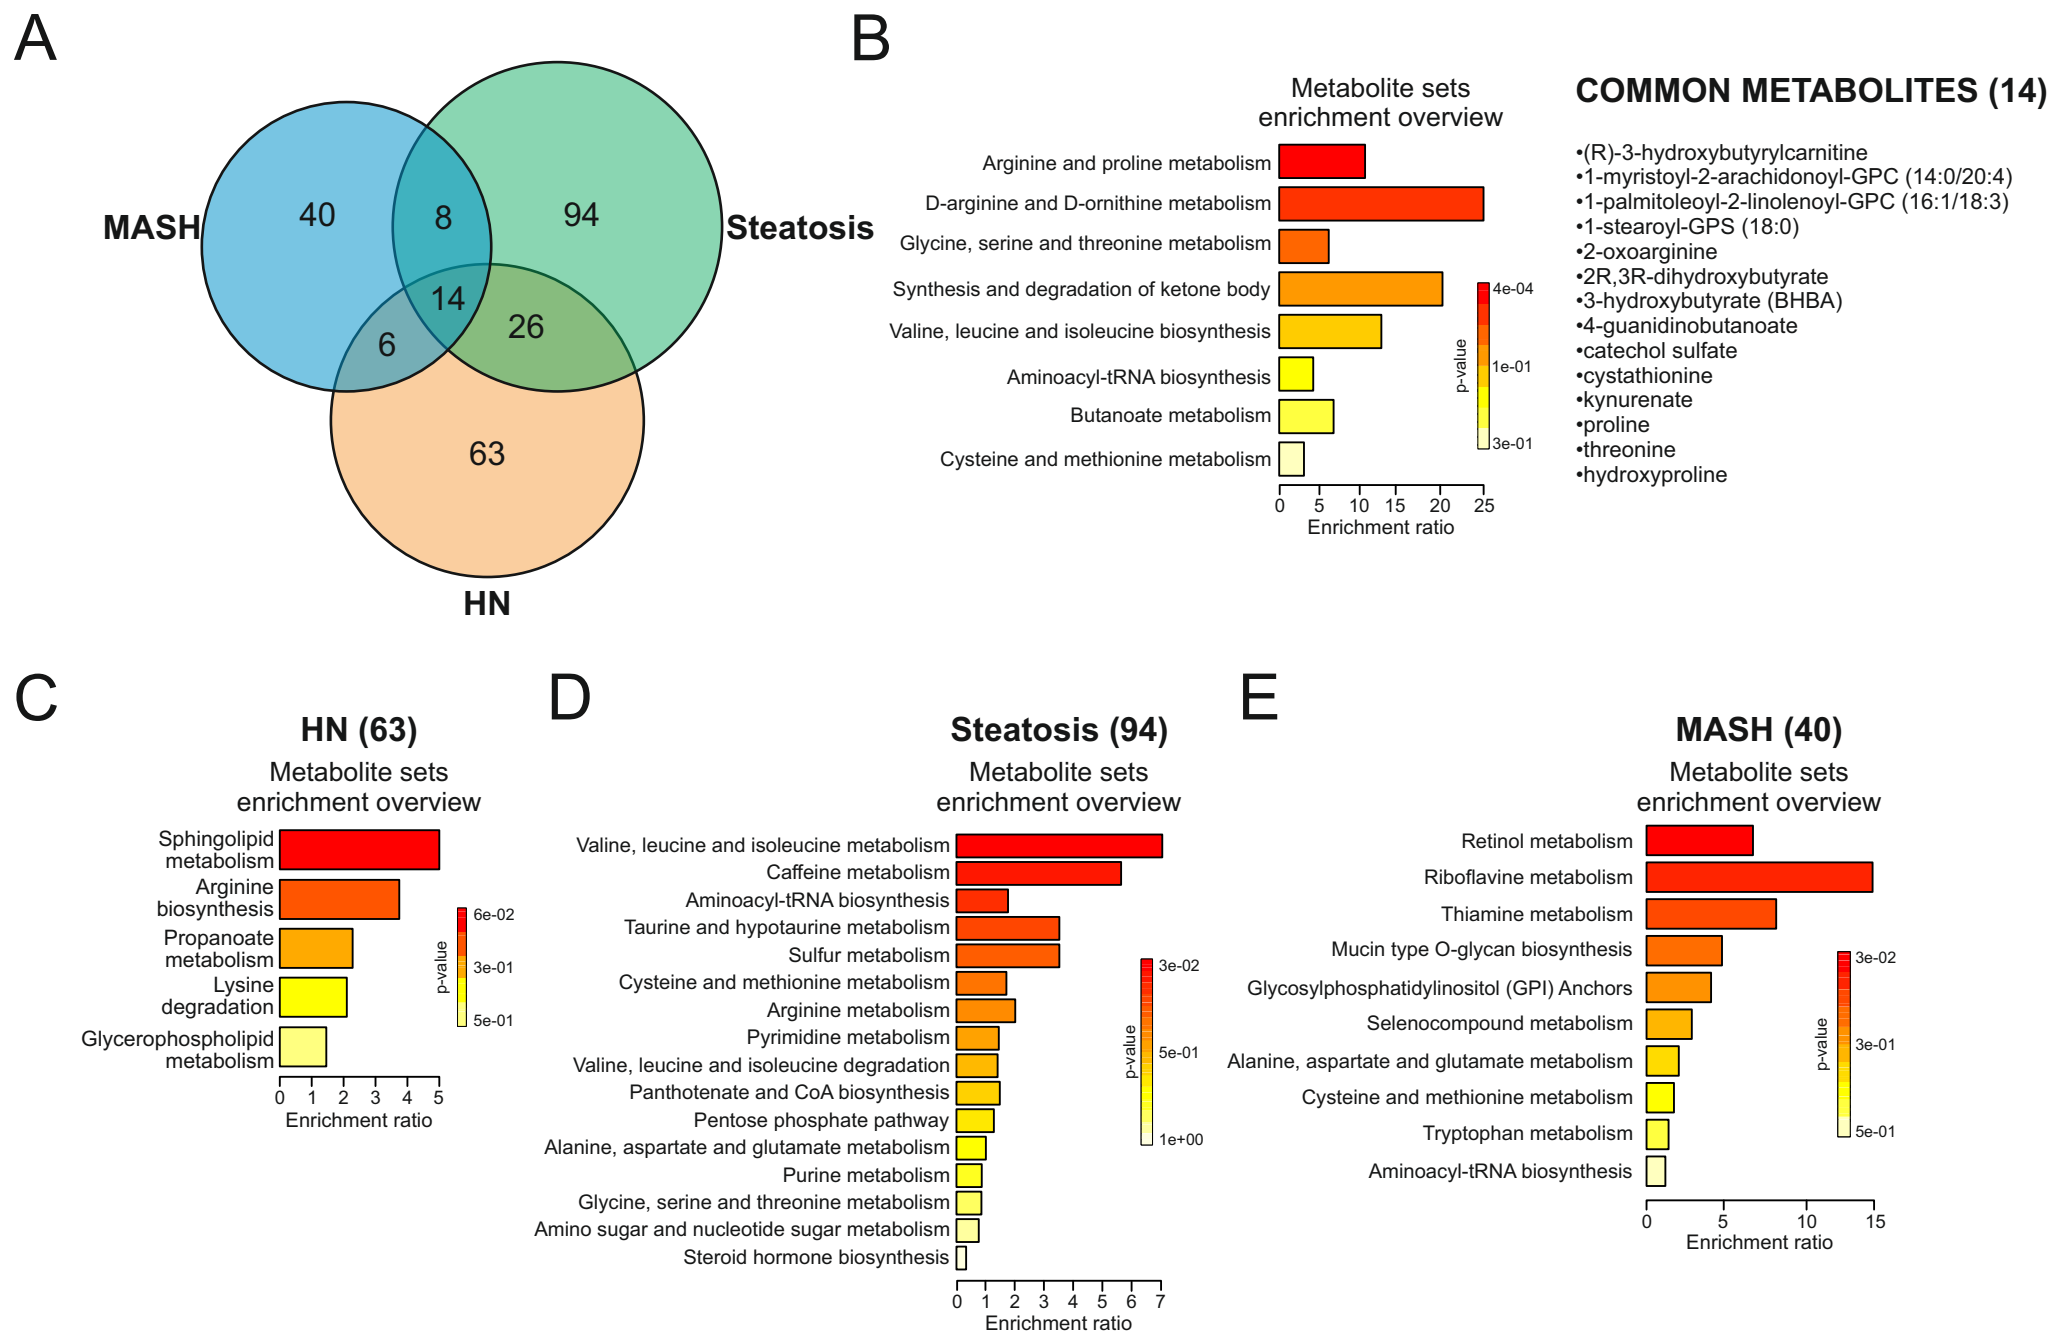 A
MASH
40
8
94
Steatosis
14
6
26
63
HN
B
Metabolite sets
enrichment overview
Arginine and proline metabolism
D-arginine and D-ornithine metabolism
Glycine, serine and threonine metabolism
Synthesis and degradation of ketone body
Valine, leucine and isoleucine biosynthesis
Aminoacyl-tRNA biosynthesis
Butanoate metabolism
Cysteine and methionine metabolism
0 5 10 15 20 25
Enrichment ratio
p-value
4e-04
1e-01
3e-01
COMMON METABOLITES (14)
•(R)-3-hydroxybutyrylcarnitine
•1-myristoyl-2-arachidonoyl-GPC (14:0/20:4)
•1-palmitoleoyl-2-linolenoyl-GPC (16:1/18:3)
•1-stearoyl-GPS (18:0)
•2-oxoarginine
•2R,3R-dihydroxybutyrate
•3-hydroxybutyrate (BHBA)
•4-guanidinobutanoate
•catechol sulfate
•cystathionine
•kynurenate
•proline
•threonine
•hydroxyproline
C
HN (63)
Metabolite sets
enrichment overview
Sphingolipid
metabolism
Arginine
biosynthesis
Propanoate
metabolism
Lysine
degradation
Glycerophospholipid
metabolism
0 1 2 3 4 5
Enrichment ratio
p-value
6e-02
3e-01
5e-01
D
Steatosis (94)
Metabolite sets
enrichment overview
Valine, leucine and isoleucine metabolism
Caffeine metabolism
Aminoacyl-tRNA biosynthesis
Taurine and hypotaurine metabolism
Sulfur metabolism
Cysteine and methionine metabolism
Arginine metabolism
Pyrimidine metabolism
Valine, leucine and isoleucine degradation
Panthotenate and CoA biosynthesis
Pentose phosphate pathway
Alanine, aspartate and glutamate metabolism
Purine metabolism
Glycine, serine and threonine metabolism
Amino sugar and nucleotide sugar metabolism
Steroid hormone biosynthesis
0 1 2 3 4 5 6 7
Enrichment ratio
p-value
3e-02
5e-01
1e+00
E
MASH (40)
Metabolite sets
enrichment overview
Retinol metabolism
Riboflavine metabolism
Thiamine metabolism
Mucin type O-glycan biosynthesis
Glycosylphosphatidylinositol (GPI) Anchors
Selenocompound metabolism
Alanine, aspartate and glutamate metabolism
Cysteine and methionine metabolism
Tryptophan metabolism
Aminoacyl-tRNA biosynthesis
0 5 10 15
Enrichment ratio
p-value
3e-02
3e-01
5e-01